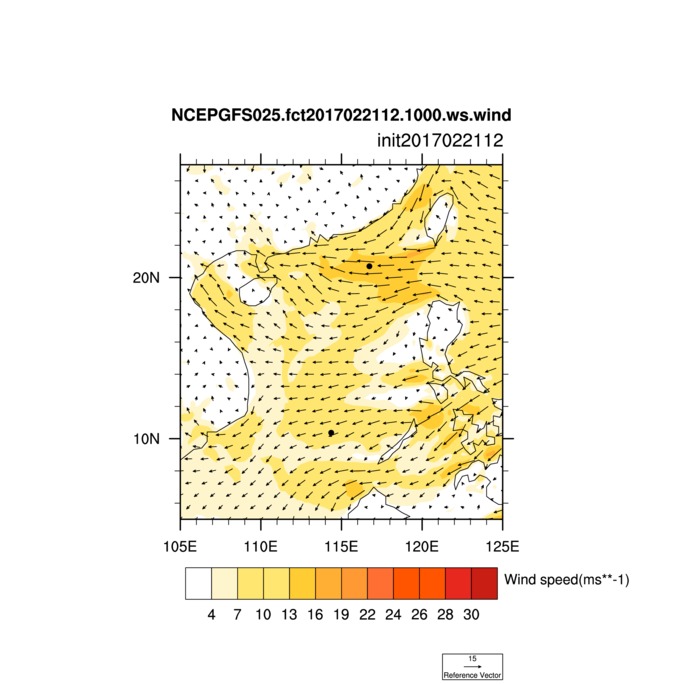 NCEPGFS025.fct2017022112.1000.ws.wind
init2017022112
20N
10N
105E 110E 115E 120E 125E
Wind speed(ms**-1)
4 7 10 13 16 19 22 24 26 28 30
15
Reference Vector